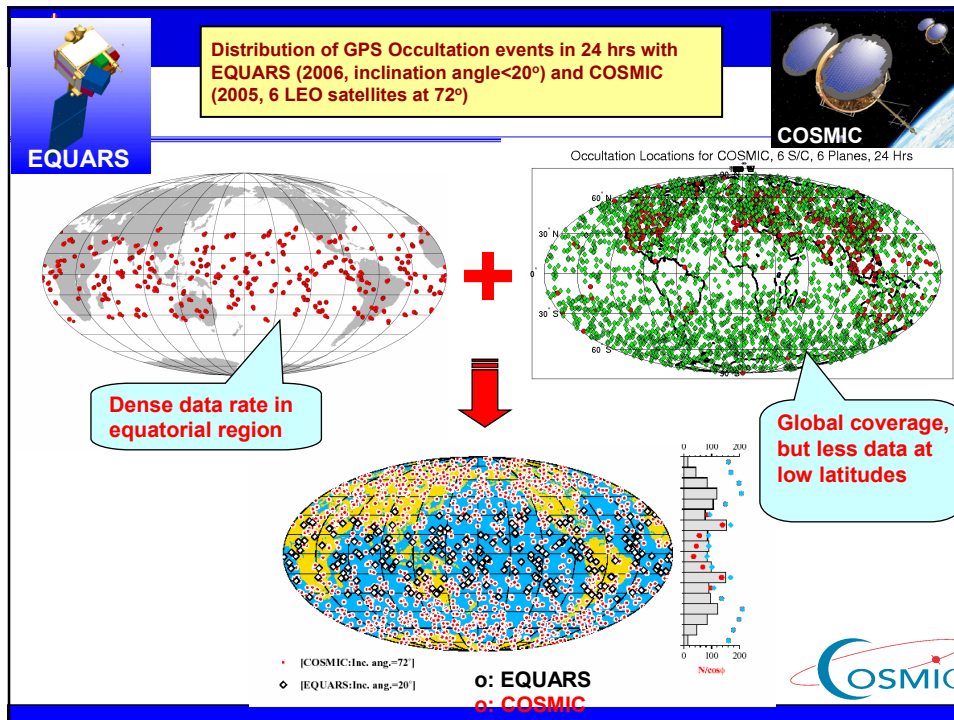 Distribution of GPS Occultation events in 24 hrs with
EQUARS (2006, inclination angle<20º) and COSMIC
(2005, 6 LEO satellites at 72º)
EQUARS
COSMIC
Occultation Locations for COSMIC, 6 S/C, 6 Planes, 24 Hrs
60° N
30° N
0°
30° S
60° S
90° S
Dense data rate in
equatorial region
Global coverage,
but less data at
low latitudes
0 100 200
0 100 200
N/cosϕ
[COSMIC:Inc. ang.=72°]
[EQUARS:Inc. ang.=20°]
o: EQUARS
o: COSMIC
COSMIC